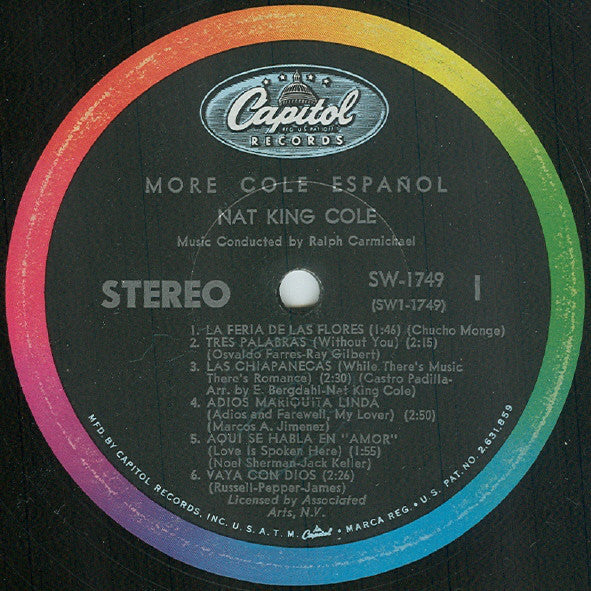 Capitol
REG. U.S. PAT. OFF.
RECORDS
MORE COLE ESPAÑOL
NAT KING COLE
Music Conducted by Ralph Carmichael
STEREO
SW-1749
(SW1-1749)
1
1. LA FERIA DE LAS FLORES (1:46) (Chucho Monge)
2. TRES PALABRAS (Without You) (2:15)
(Osvaldo Farres-Ray Gilbert)
3. LAS CHIAPANECAS (While There's Music
There's Romance) (2:30) (Castro Padilla-
Arr. by E. Bergdahl-Nat King Cole)
4. ADIOS MARIQUITA LINDA
(Adios and Farewell, My Lover) (2:50)
(Marcos A. Jimenez)
5. AQUI SE HABLA EN "AMOR"
(Love Is Spoken Here) (1:55)
(Noel Sherman-Jack Keller)
6. VAYA CON DIOS (2:26)
(Russell-Pepper-James)
Licensed by Associated
Arts, N.V.
MFD. BY CAPITOL RECORDS, INC. U. S. A. T. M. Capitol • MARCA REG. • U. S. PAT. NO. 2,631,859